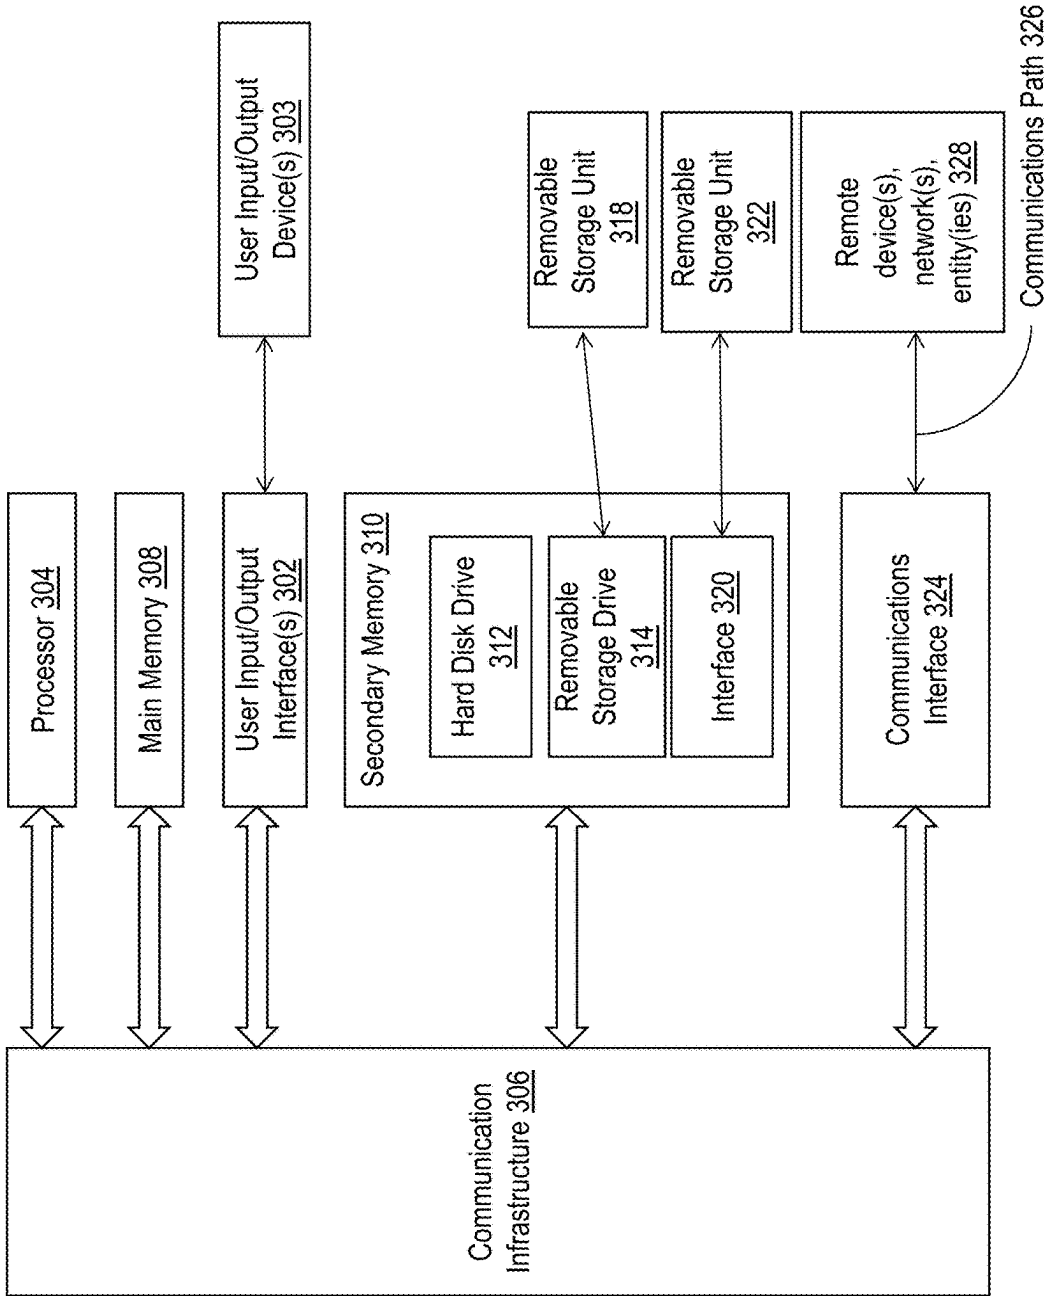 Communication
Infrastructure 306
Processor 304
Main Memory 308
User Input/Output
Interface(s) 302
User Input/Output
Device(s) 303
Secondary Memory 310
Hard Disk Drive
312
Removable
Storage Drive
314
Interface 320
Removable
Storage Unit
318
Removable
Storage Unit
322
Communications
Interface 324
Remote
device(s),
network(s),
entity(ies) 328
Communications Path 326